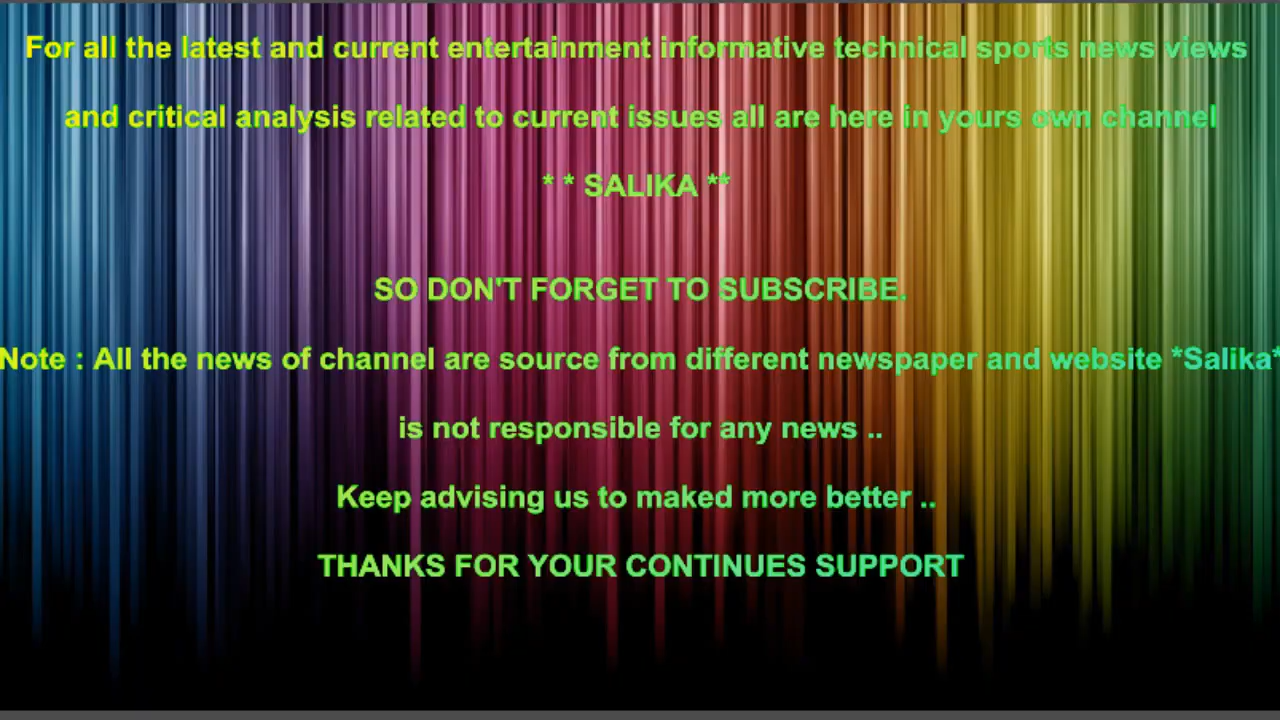 For all the latest and current entertainment informative technical sports news views
and critical analysis related to current issues all are here in yours own channel
* * SALIKA **
SO DON'T FORGET TO SUBSCRIBE.
Note : All the news of channel are source from different newspaper and website *Salika*
is not responsible for any news ..
Keep advising us to maked more better ..
THANKS FOR YOUR CONTINUES SUPPORT